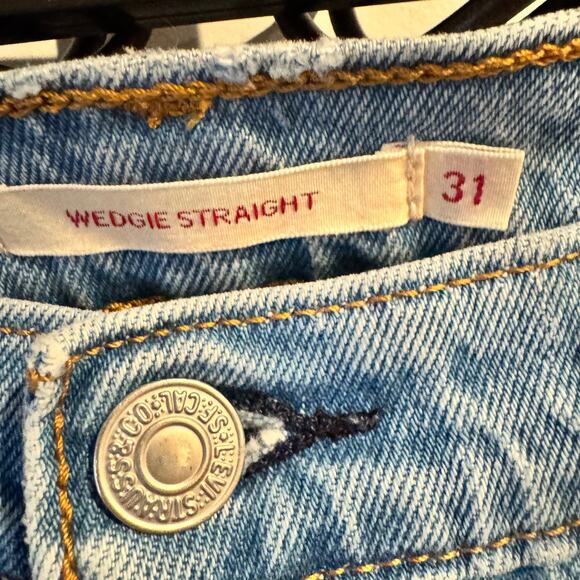 WEDGIE STRAIGHT
31
LEVI STRAUSS & CO. S.F. CAL.